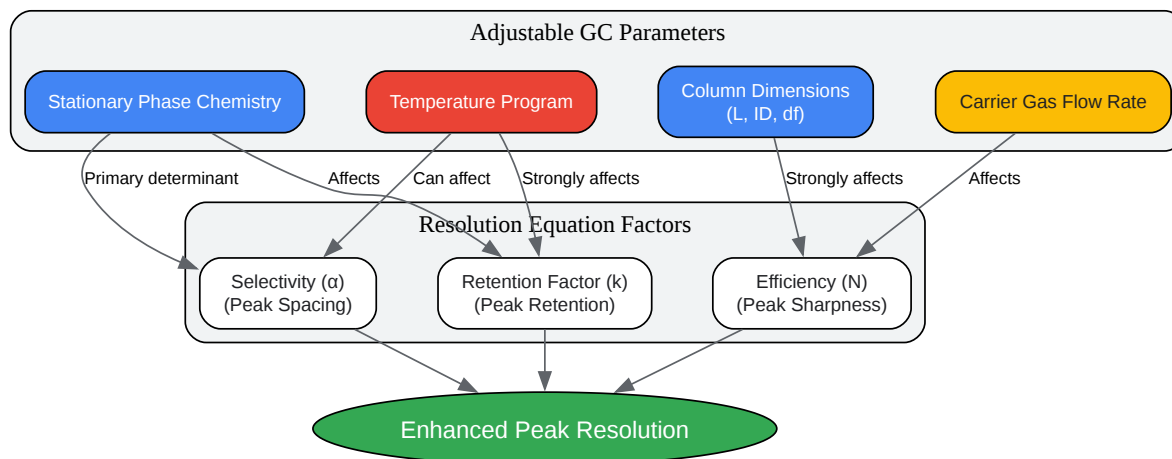 Adjustable GC Parameters
Stationary Phase Chemistry
Temperature Program
Column Dimensions
(L, ID, df)
Carrier Gas Flow Rate
Primary determinant
Affects
Can affect
Strongly affects
Strongly affects
Affects
Resolution Equation Factors
Selectivity (α)
(Peak Spacing)
Retention Factor (k)
(Peak Retention)
Efficiency (N)
(Peak Sharpness)
Enhanced Peak Resolution